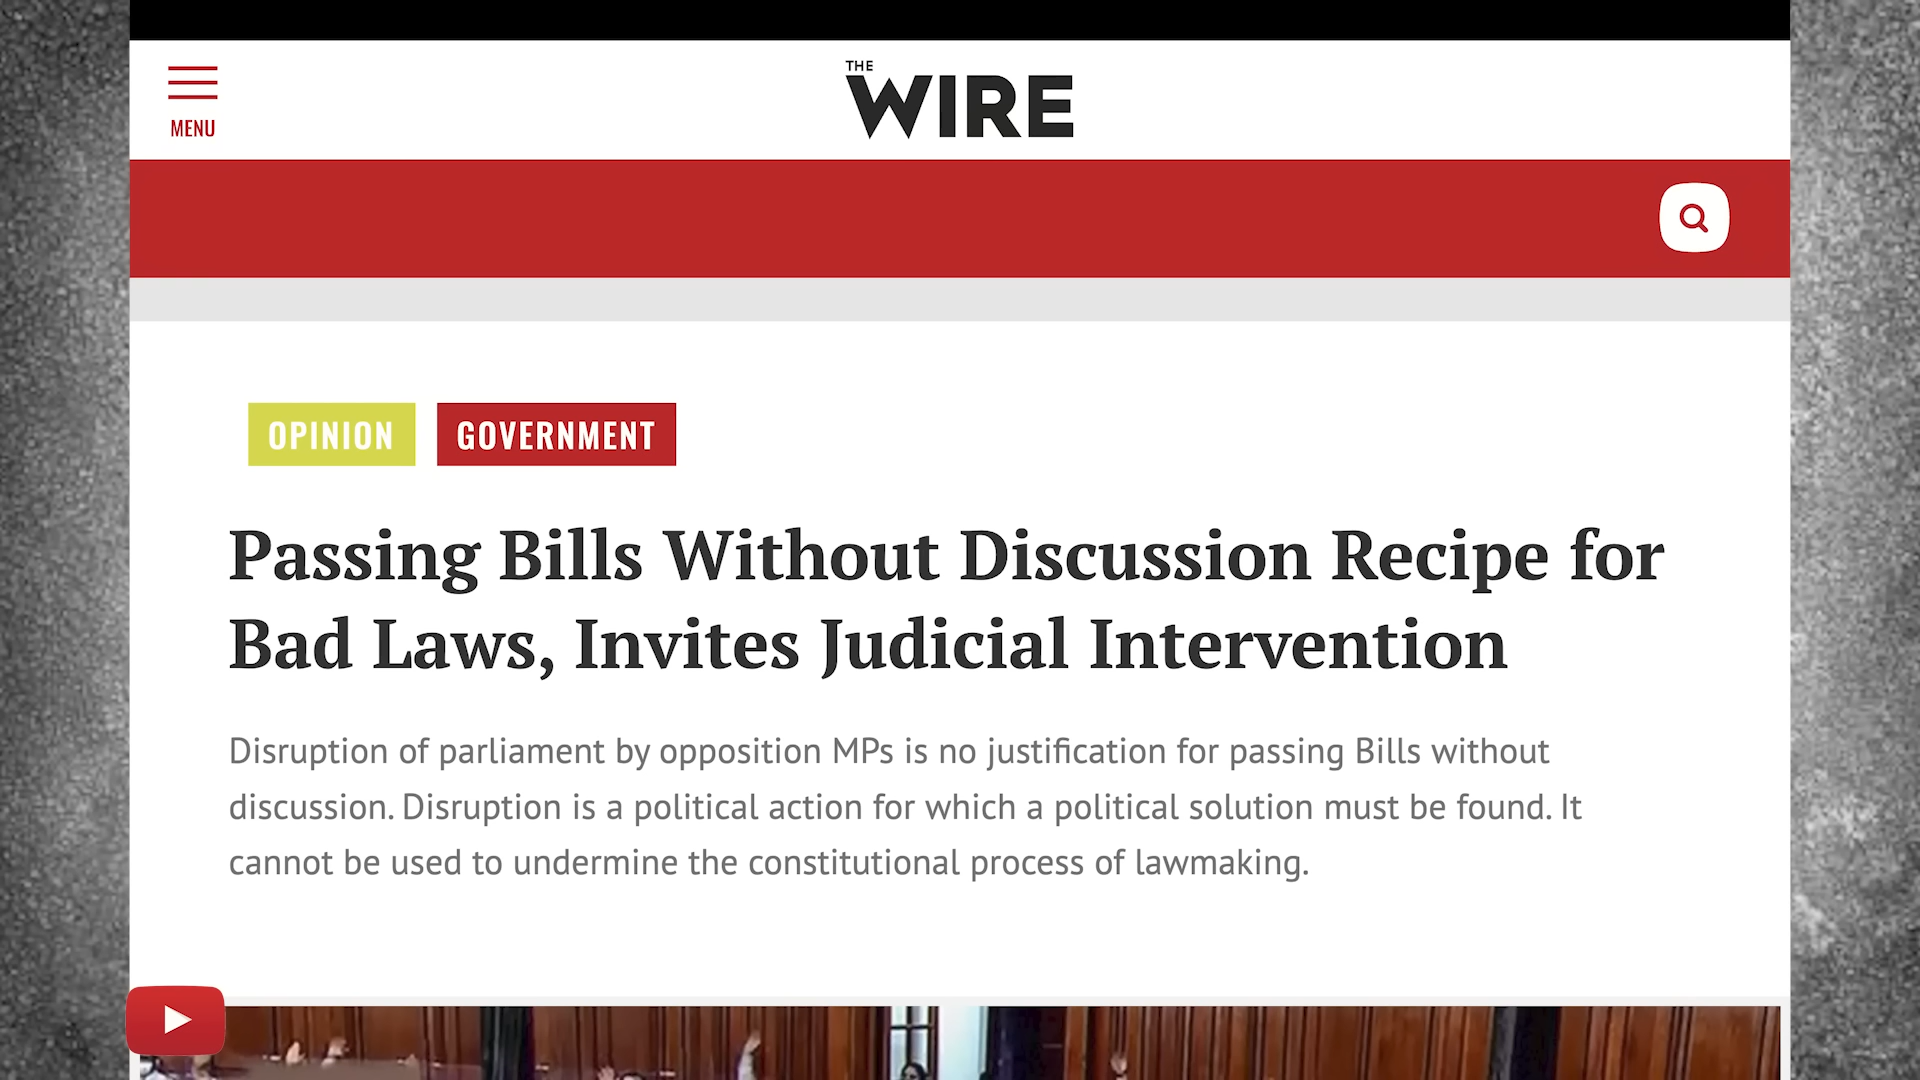 THE
WIRE
MENU
OPINION GOVERNMENT
Passing Bills Without Discussion Recipe for
Bad Laws, Invites Judicial Intervention
Disruption of parliament by opposition MPs is no justification for passing Bills without
discussion. Disruption is a political action for which a political solution must be found. It
cannot be used to undermine the constitutional process of lawmaking.